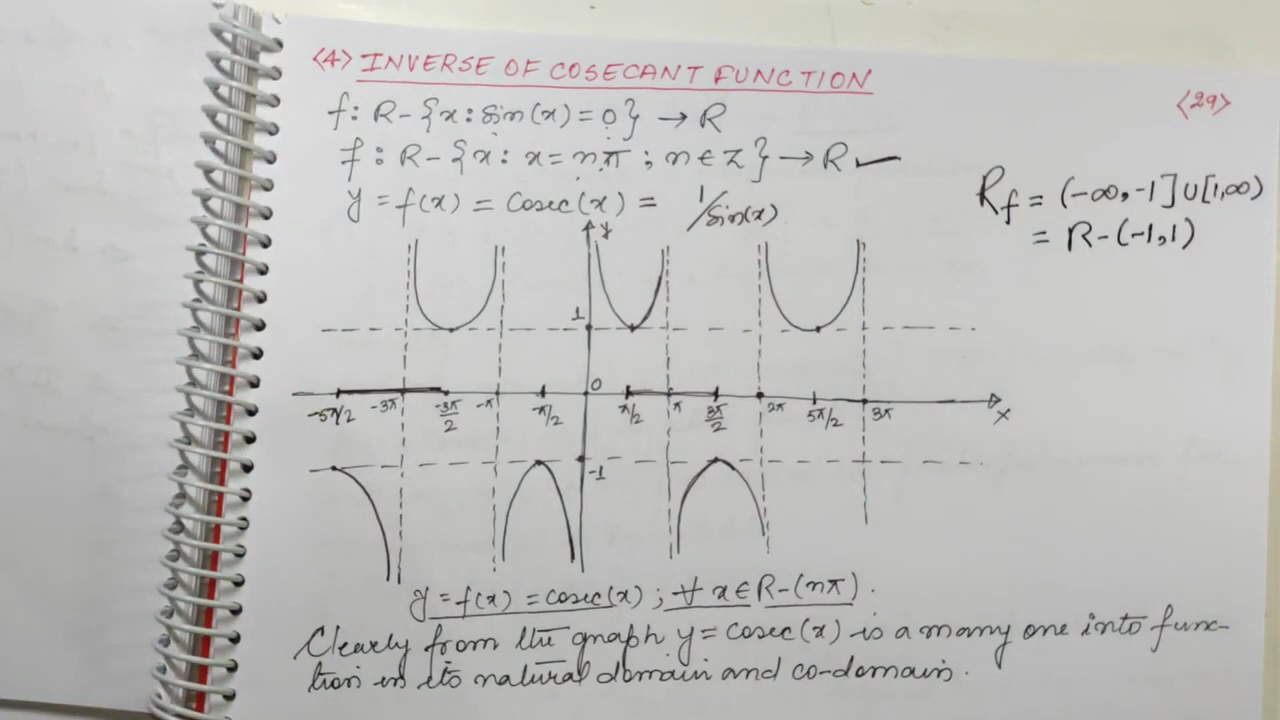 <4> INVERSE OF COSECANT FUNCTION
<29>
f: R-{x: sin(x)=0} → R
f: R-{x: x=nπ; n∈Z} → R ✓
y = f(x) = cosec(x) = 1/sin(x)
R_f = (-∞,-1]∪[1,∞)
= R-(-1,1)
y
1
0
-5π/2 -3π -3π/2 -π -π/2 π/2 π 3π/2 2π 5π/2 3π x
-1
y = f(x) = cosec(x); ∀ x∈R-(nπ).
Clearly from the graph y=cosec(x) is a many one into func-
tion in its natural domain and co-domain.